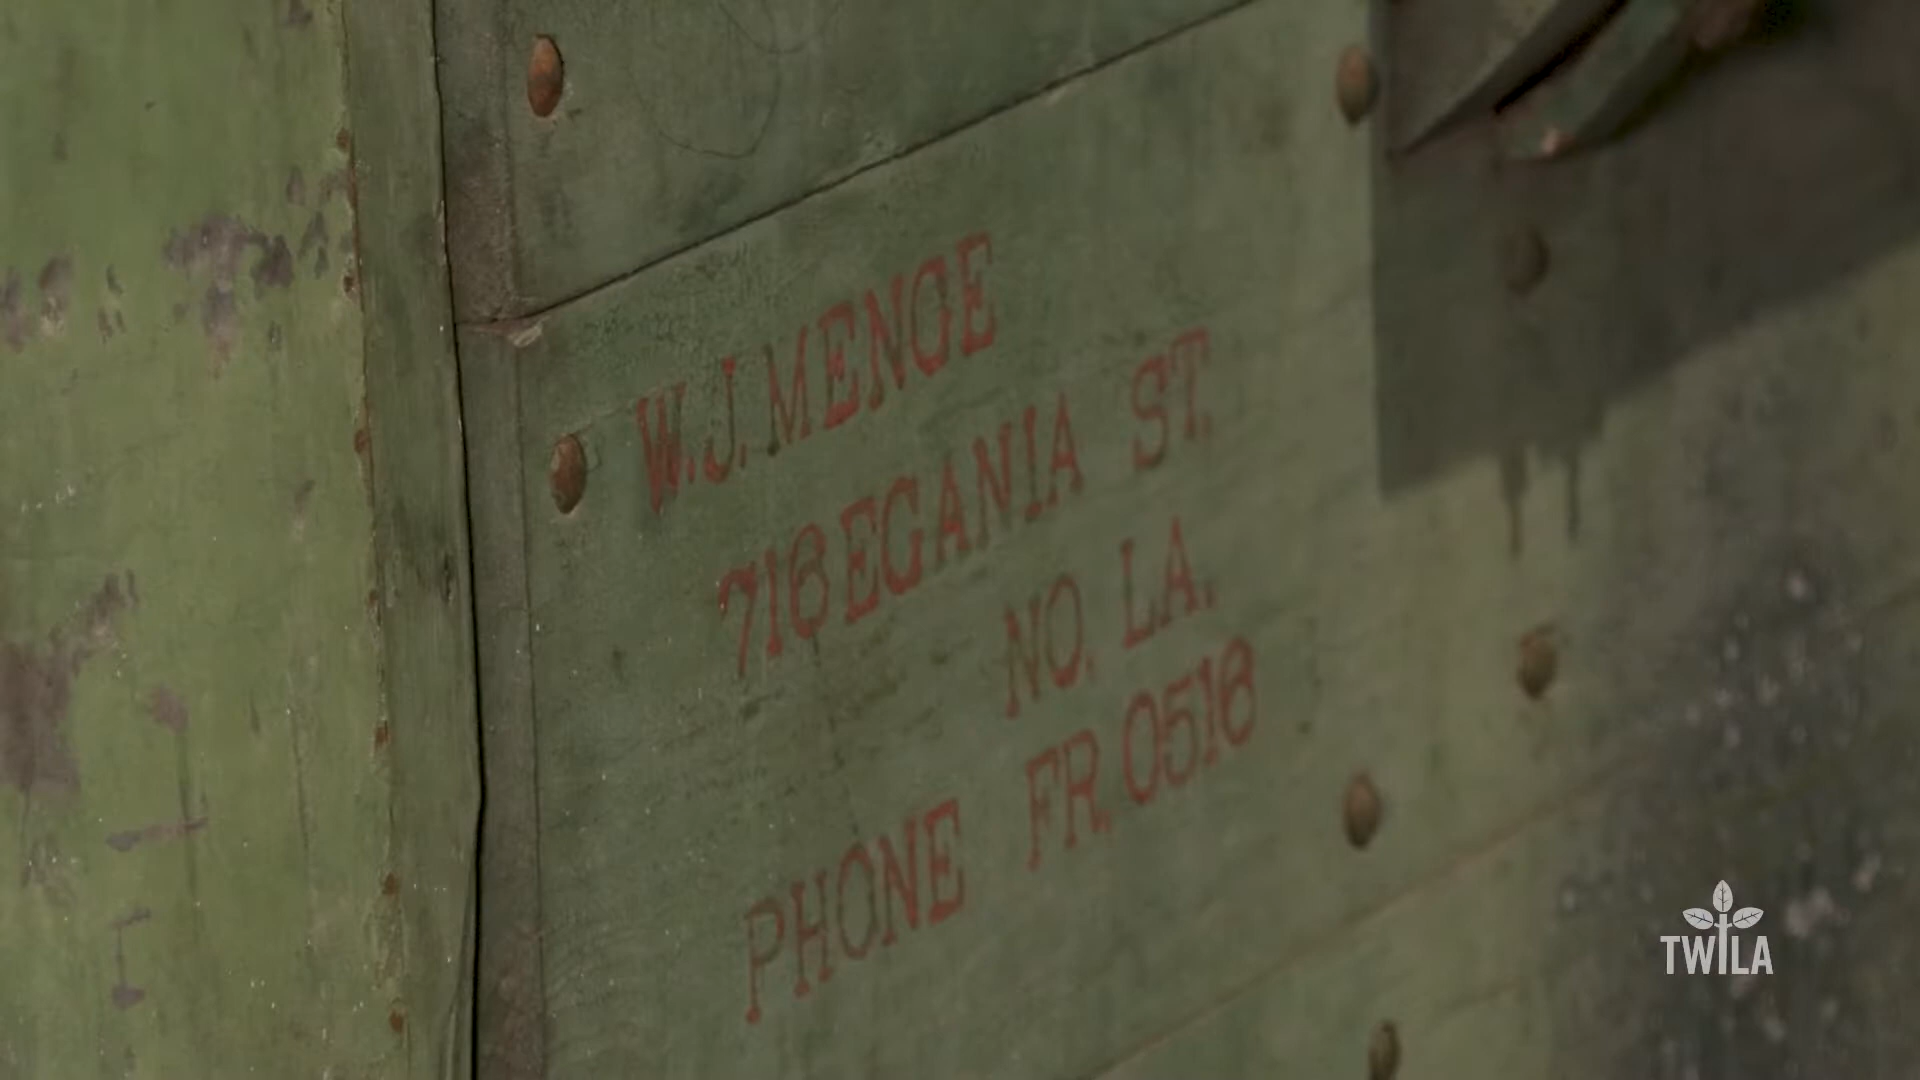 W.J. MENGE
716 EGANIA ST.
NO. LA.
PHONE FR. 0516
TWILA